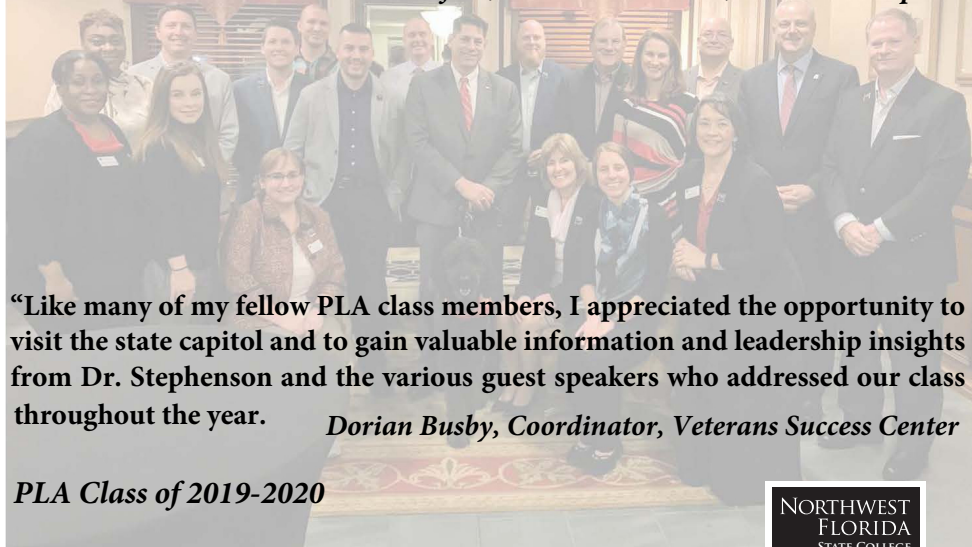 “Like many of my fellow PLA class members, I appreciated the opportunity to
visit the state capitol and to gain valuable information and leadership insights
from Dr. Stephenson and the various guest speakers who addressed our class
throughout the year.
Dorian Busby, Coordinator, Veterans Success Center
PLA Class of 2019-2020
NORTHWEST
FLORIDA
STATE COLLEGE